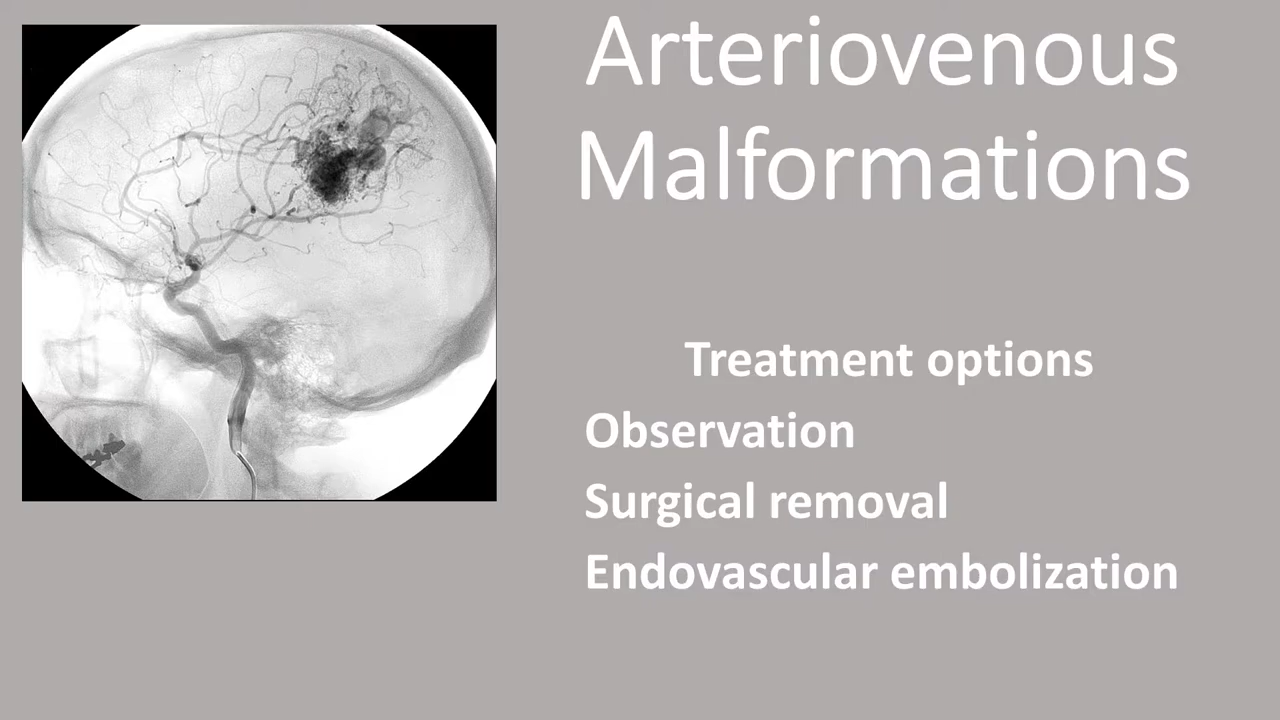 Arteriovenous
Malformations
Treatment options
Observation
Surgical removal
Endovascular embolization